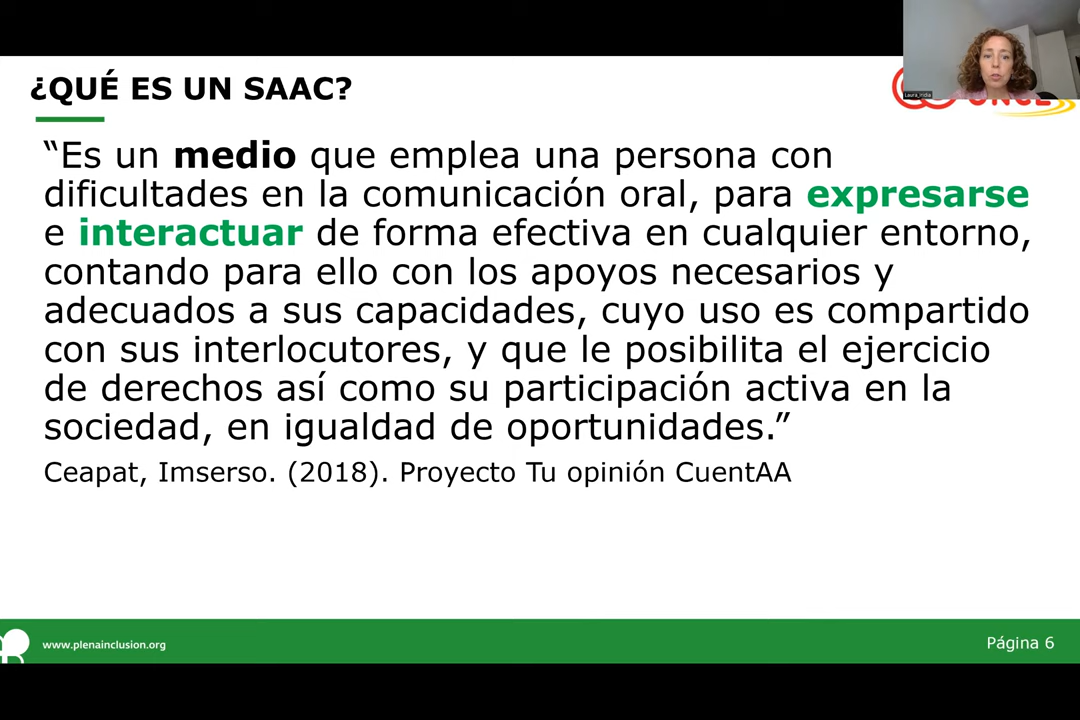 ¿QUÉ ES UN SAAC?
“Es un medio que emplea una persona con
dificultades en la comunicación oral, para expresarse
e interactuar de forma efectiva en cualquier entorno,
contando para ello con los apoyos necesarios y
adecuados a sus capacidades, cuyo uso es compartido
con sus interlocutores, y que le posibilita el ejercicio
de derechos así como su participación activa en la
sociedad, en igualdad de oportunidades.”
Ceapat, Imserso. (2018). Proyecto Tu opinión CuentAA
www.plenainclusion.org
Página 6